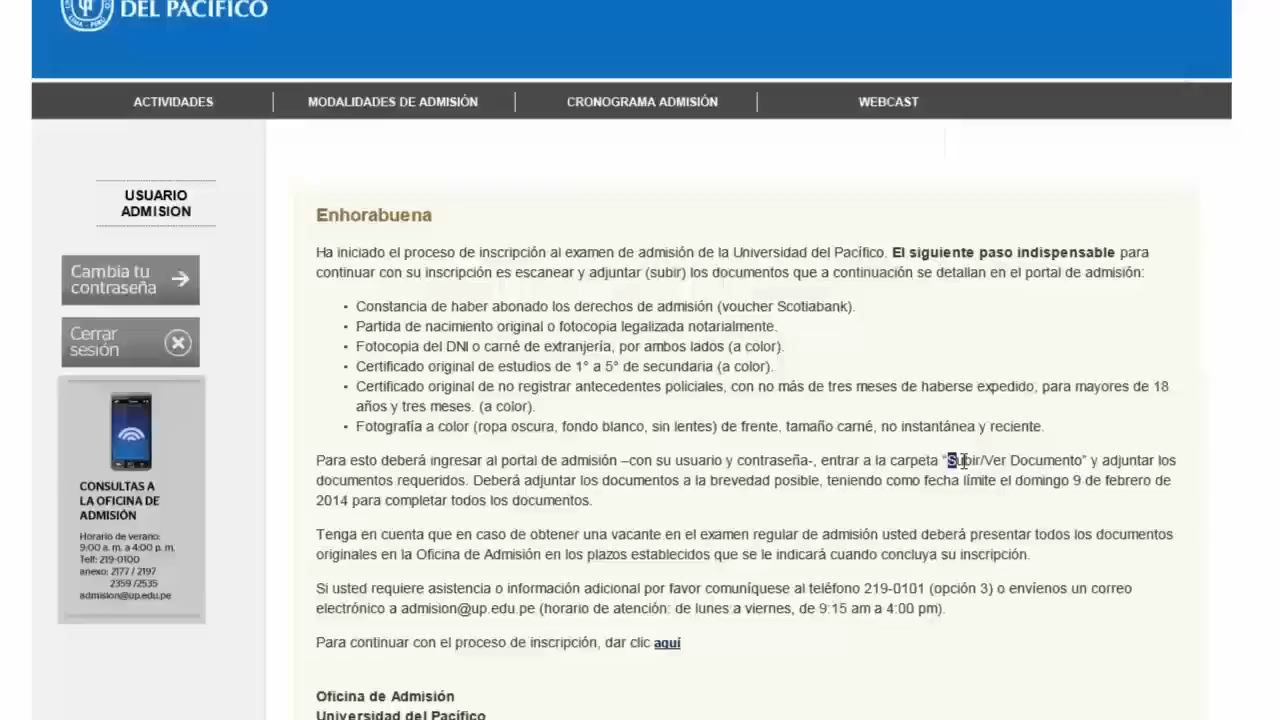 DEL PACÍFICO
LIMA - PERÚ
ACTIVIDADES
MODALIDADES DE ADMISIÓN
CRONOGRAMA ADMISIÓN
WEBCAST
USUARIO
ADMISION
Cambia tu
contraseña
Cerrar
sesión
CONSULTAS A
LA OFICINA DE
ADMISIÓN
Horario de verano:
9:00 a. m. a 4:00 p. m.
Telf: 219-0100
anexo: 2177 / 2197
2359 /2535
admision@up.edu.pe
Enhorabuena
Ha iniciado el proceso de inscripción al examen de admisión de la Universidad del Pacífico. El siguiente paso indispensable para
continuar con su inscripción es escanear y adjuntar (subir) los documentos que a continuación se detallan en el portal de admisión:
• Constancia de haber abonado los derechos de admisión (voucher Scotiabank).
• Partida de nacimiento original o fotocopia legalizada notarialmente.
• Fotocopia del DNI o carné de extranjería, por ambos lados (a color).
• Certificado original de estudios de 1° a 5° de secundaria (a color).
• Certificado original de no registrar antecedentes policiales, con no más de tres meses de haberse expedido, para mayores de 18
años y tres meses. (a color).
• Fotografía a color (ropa oscura, fondo blanco, sin lentes) de frente, tamaño carné, no instantánea y reciente.
Para esto deberá ingresar al portal de admisión –con su usuario y contraseña-, entrar a la carpeta “Subir/Ver Documento” y adjuntar los
documentos requeridos. Deberá adjuntar los documentos a la brevedad posible, teniendo como fecha límite el domingo 9 de febrero de
2014 para completar todos los documentos.
Tenga en cuenta que en caso de obtener una vacante en el examen regular de admisión usted deberá presentar todos los documentos
originales en la Oficina de Admisión en los plazos establecidos que se le indicará cuando concluya su inscripción.
Si usted requiere asistencia o información adicional por favor comuníquese al teléfono 219-0101 (opción 3) o envíenos un correo
electrónico a admision@up.edu.pe (horario de atención: de lunes a viernes, de 9:15 am a 4:00 pm).
Para continuar con el proceso de inscripción, dar clic aquí
Oficina de Admisión
Universidad del Pacífico